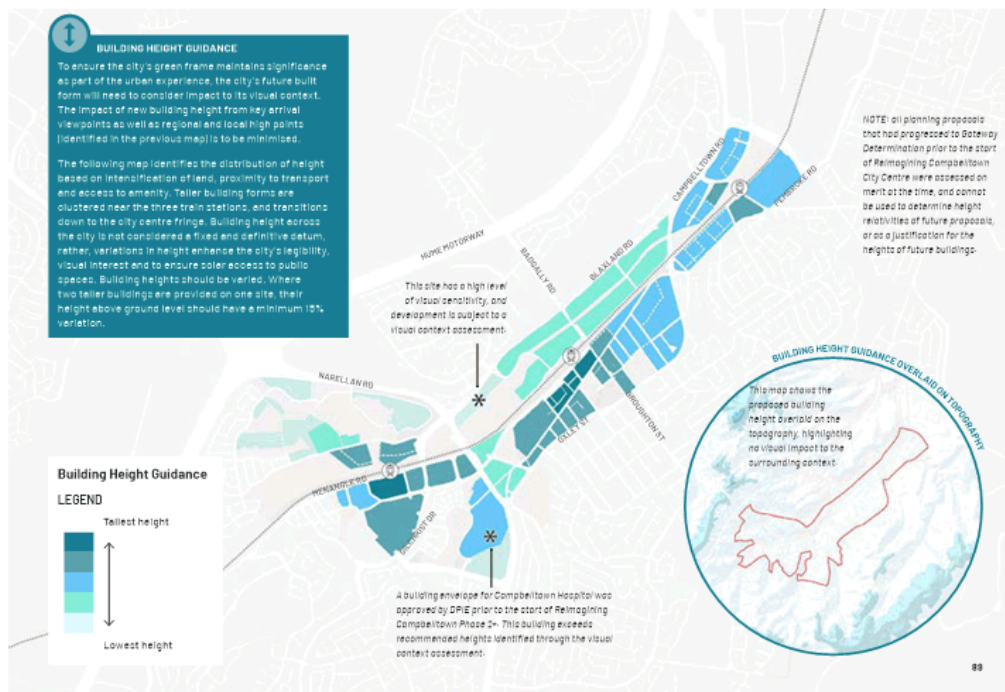 BUILDING HEIGHT GUIDANCE
To ensure the city's green frame maintains significance
as part of the urban experience, the city's future built
form will need to consider impact to its visual context.
The impact of new building height from key arrival
viewpoints as well as regional and local high points
(identified in the previous map) is to be minimised.
The following map identifies the distribution of height
based on intensification of land, proximity to transport
and access to amenity. Taller building forms are
clustered near the three train stations, and transitions
down to the city centre fringe. Building height across
the city is not considered a fixed and definitive datum,
rather, variations in height enhance the city's legibility,
visual interest and to ensure solar access to public
spaces. Building heights should be varied. Where
two taller buildings are provided on one site, their
height above ground level should have a minimum 15%
variation.
NOTE: all planning proposals
that had progressed to Gateway
Determination prior to the start
of Reimagining Campbelltown
City Centre were assessed on
merit at the time, and cannot
be used to determine height
relativities of future proposals,
or as a justification for the
heights of future buildings.
CAMPBELLTOWN RD
PEMBROKE RD
HUME MOTORWAY
BADGALLY RD
BLAXLAND RD
This site has a high level
of visual sensitivity, and
development is subject to a
visual context assessment.
NARELLAN RD
BROUGHTON ST
OXLEY ST
MENANGLE RD
GILCHRIST DR
BUILDING HEIGHT GUIDANCE OVERLAID ON TOPOGRAPHY
This map shows the
proposed building
height overlaid on the
topography, highlighting
no visual impact to the
surrounding context.
Building Height Guidance
LEGEND
Tallest height
Lowest height
A building envelope for Campbelltown Hospital was
approved by DPIE prior to the start of Reimagining
Campbelltown Phase 2. This building exceeds
recommended heights identified through the visual
context assessment.
89